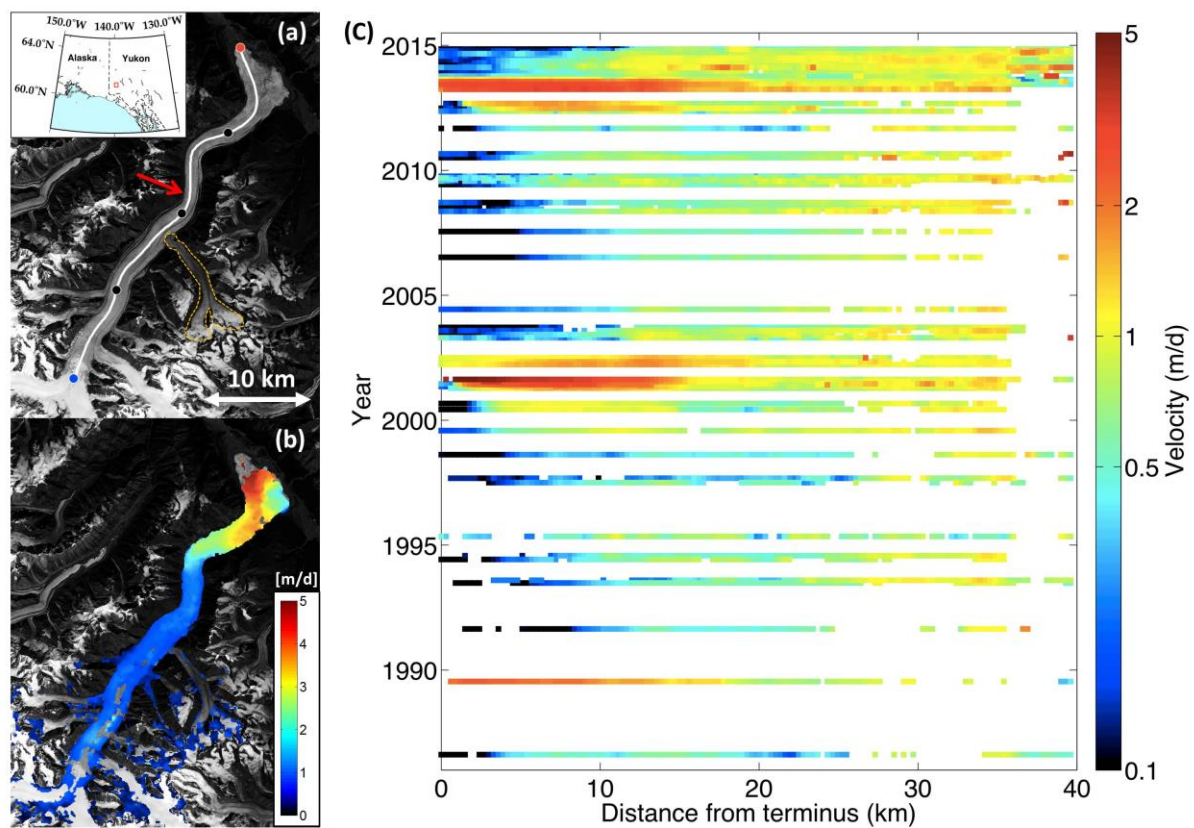 150.0°W 140.0°W 130.0°W
(a)
64.0°N
Alaska Yukon
60.0°N
10 km
(b)
[m/d]
5
4
3
2
1
0
(C)
2015
2010
2005
2000
1995
1990
1985
Year
0 10 20 30 40
Distance from terminus (km)
5
2
1
0.5
0.1
Velocity (m/d)